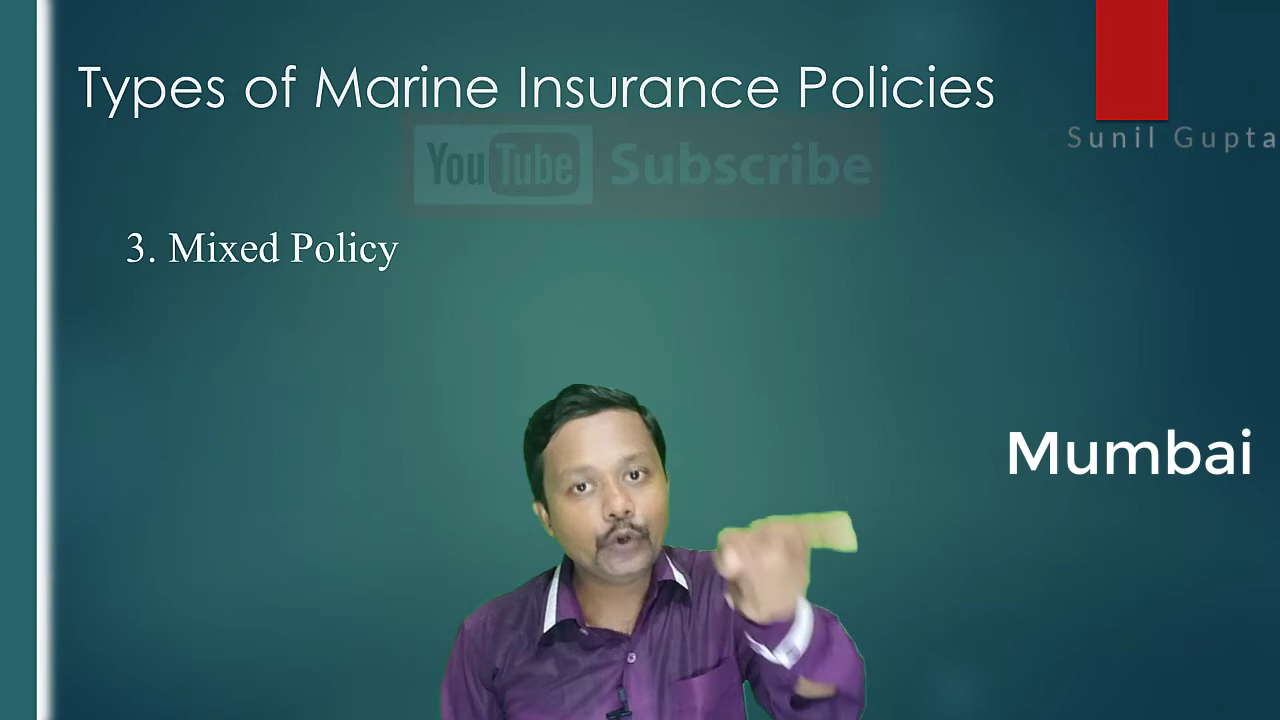 Types of Marine Insurance Policies
Sunil Gupta
YouTube Subscribe
3. Mixed Policy
Mumbai